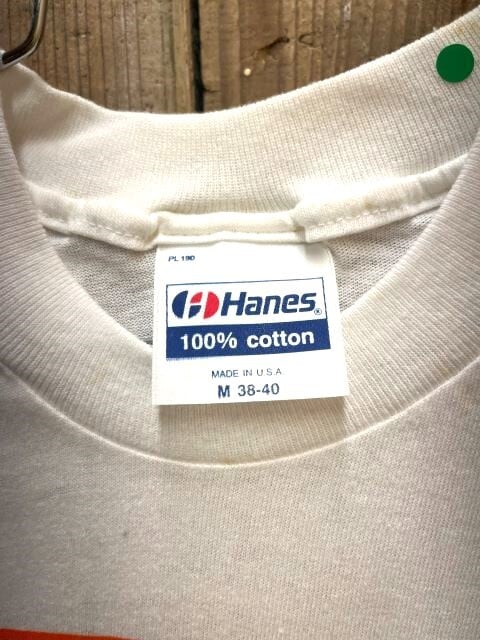 PL 190
Hanes®
100% cotton
MADE IN U.S.A.
M 38-40